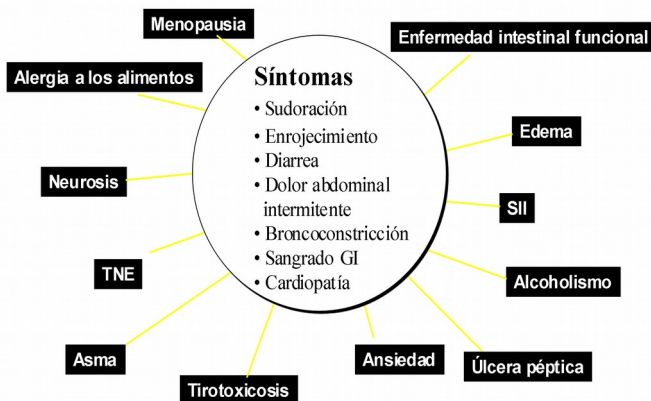 Menopausia
Enfermedad intestinal funcional
Alergia a los alimentos
Síntomas
• Sudoración
• Enrojecimiento
• Diarrea
• Dolor abdominal
intermitente
• Broncoconstricción
• Sangrado GI
• Cardiopatía
Edema
Neurosis
SII
TNE
Alcoholismo
Asma
Ansiedad
Úlcera péptica
Tirotoxicosis